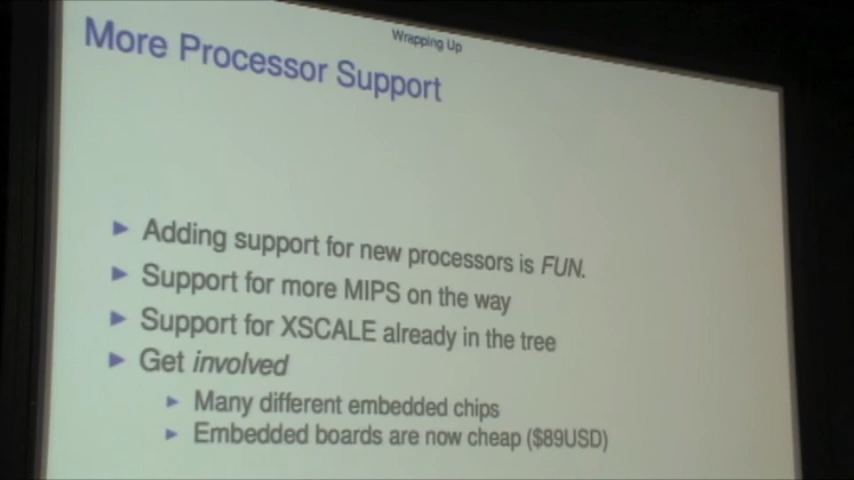 Wrapping Up
More Processor Support
Adding support for new processors is FUN.
Support for more MIPS on the way
Support for XSCALE already in the tree
Get involved
Many different embedded chips
Embedded boards are now cheap ($89USD)